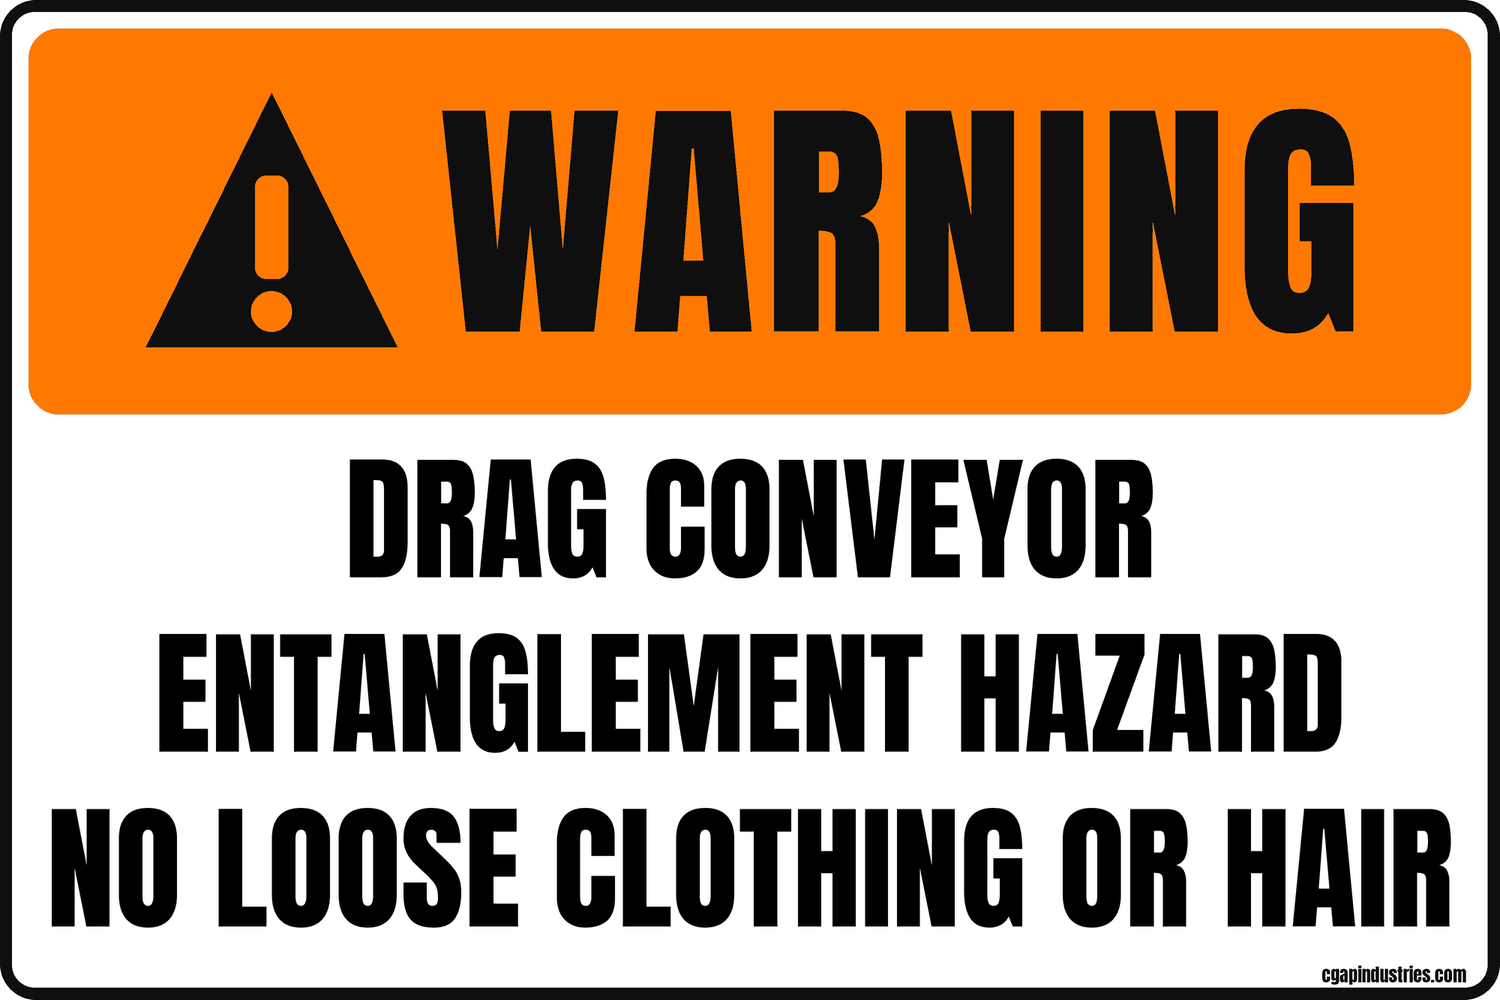 WARNING
DRAG CONVEYOR
ENTANGLEMENT HAZARD
NO LOOSE CLOTHING OR HAIR
cgapindustries.com